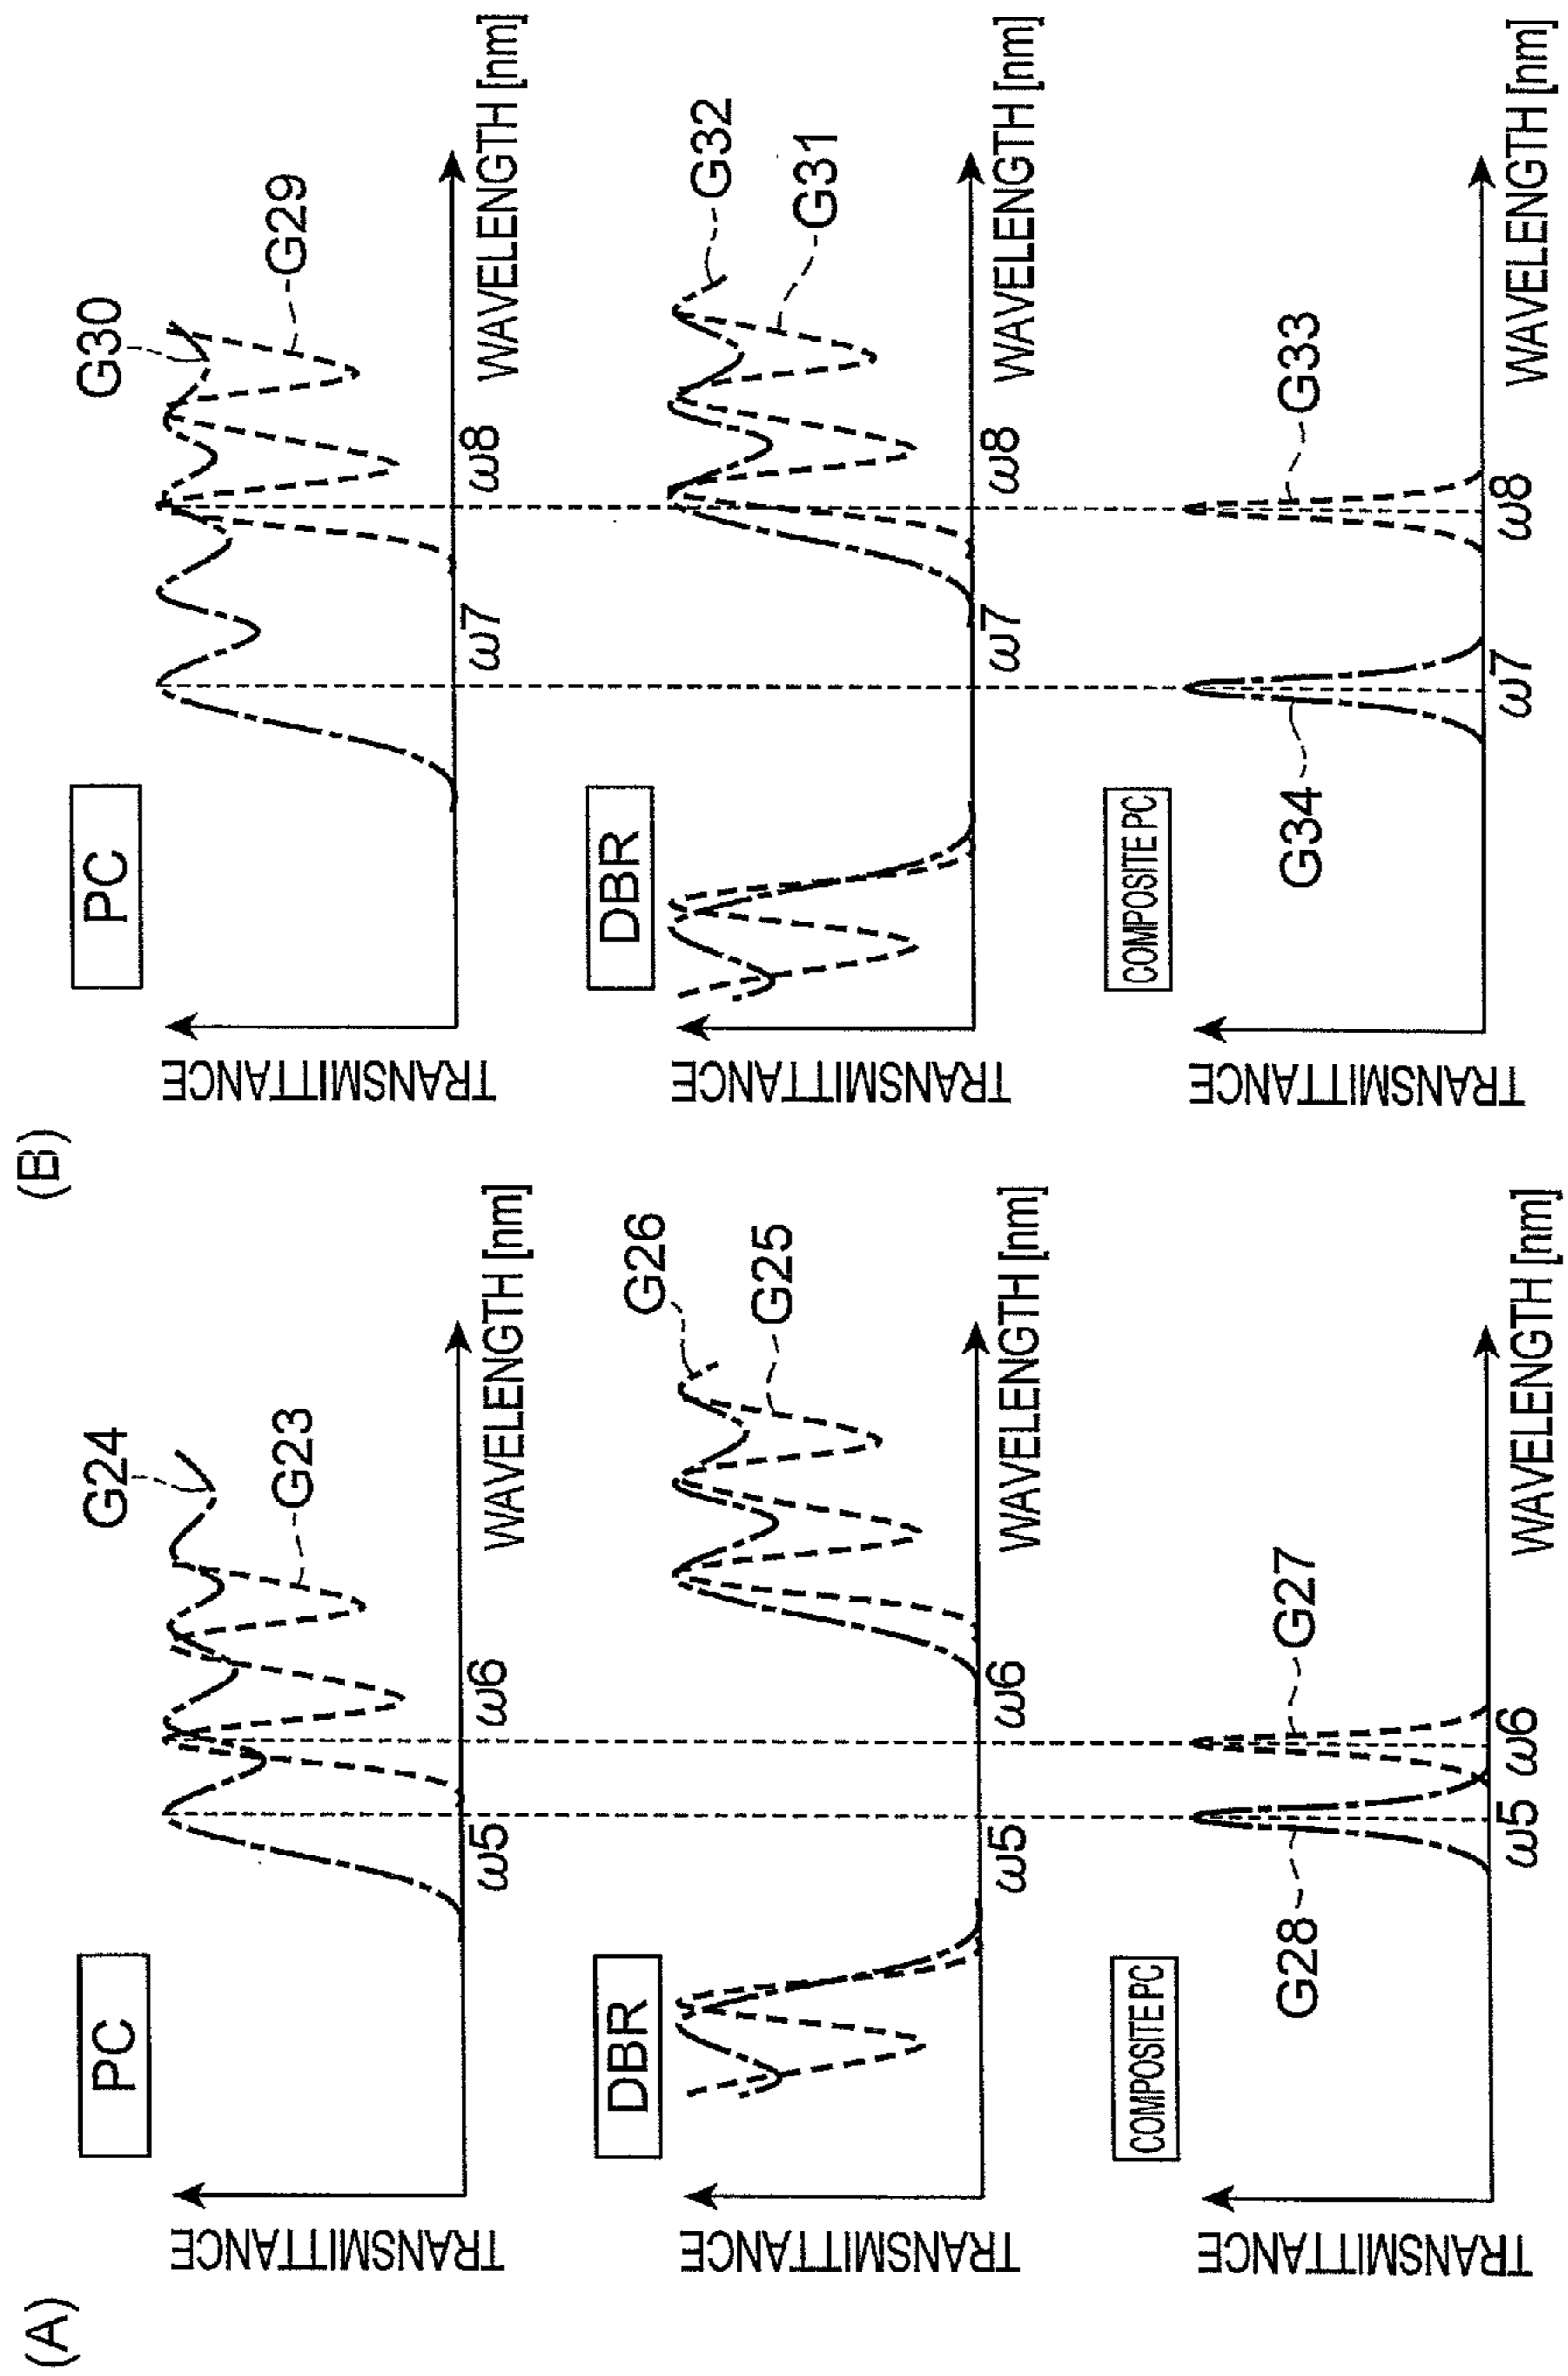 (A)
PC
G24
G23
TRANSMITTANCE
ω5
ω6
WAVELENGTH [nm]
DBR
G26
G25
TRANSMITTANCE
ω5
ω6
WAVELENGTH [nm]
COMPOSITE PC
G28
G27
TRANSMITTANCE
ω5
ω6
WAVELENGTH [nm]
(B)
PC
G30
G29
TRANSMITTANCE
ω7
ω8
WAVELENGTH [nm]
DBR
G32
G31
TRANSMITTANCE
ω7
ω8
WAVELENGTH [nm]
COMPOSITE PC
G34
G33
TRANSMITTANCE
ω7
ω8
WAVELENGTH [nm]